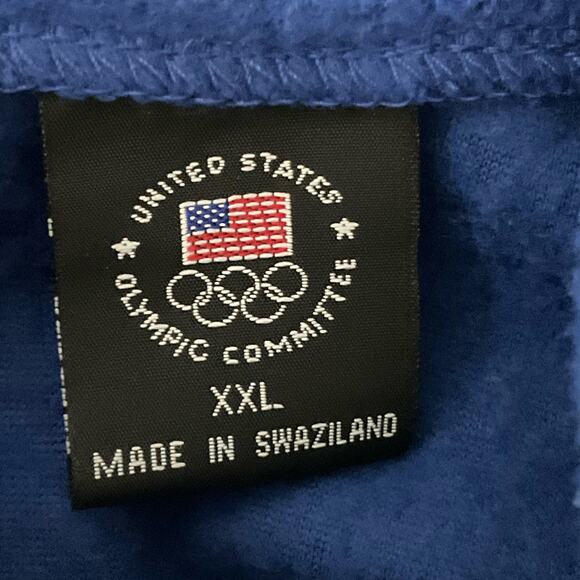 UNITED STATES
OLYMPIC COMMITTEE
XXL
MADE IN SWAZILAND